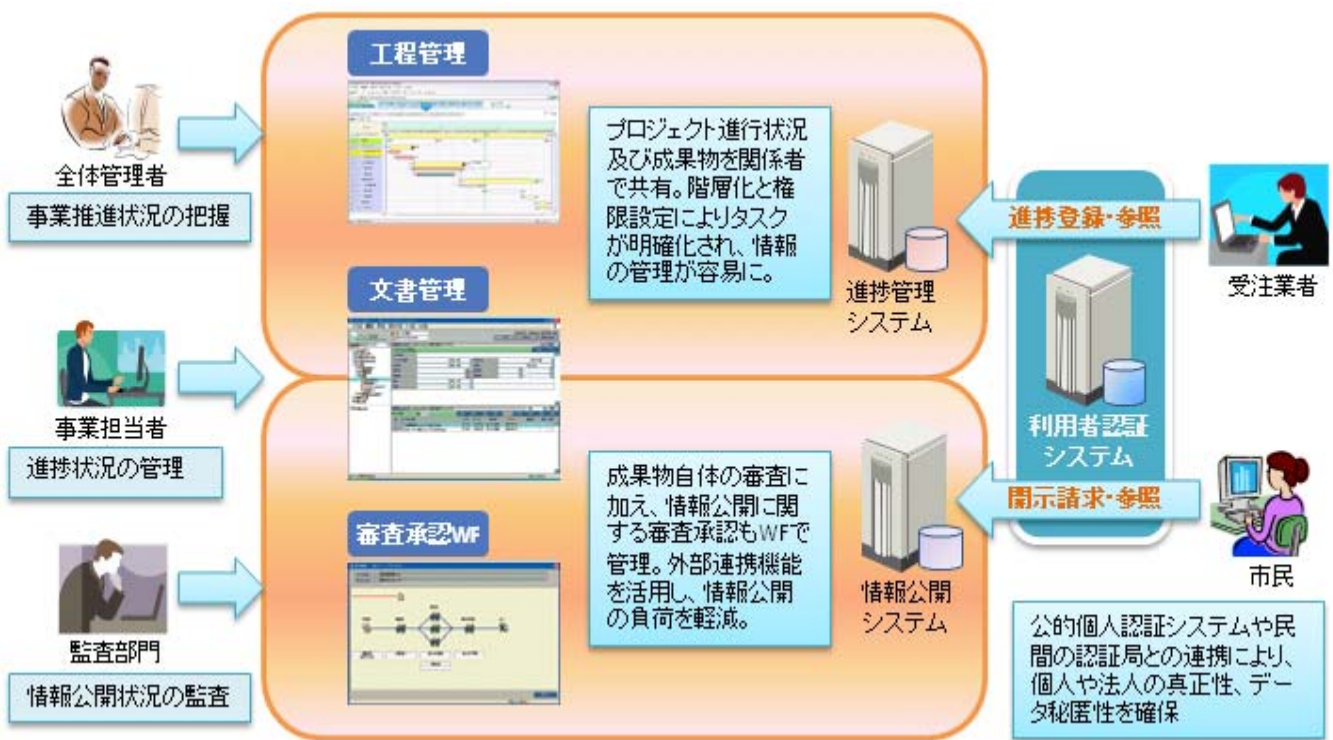 工程管理
全体管理者
事業推進状況の把握
プロジェクト進行状況
及び成果物を関係者
で共有。階層化と権
限設定によりタスク
が明確化され、情報
の管理が容易に。
進捗管理
システム
進捗登録・参照
受注業者
文書管理
事業担当者
進捗状況の管理
利用者認証
システム
成果物自体の審査に
加え、情報公開に関
する審査承認もWFで
管理。外部連携機能
を活用し、情報公開
の負荷を軽減。
情報公開
システム
開示請求・参照
市民
審査承認WF
監査部門
情報公開状況の監査
公的個人認証システムや民
間の認証局との連携により、
個人や法人の真正性、デー
タ秘匿性を確保